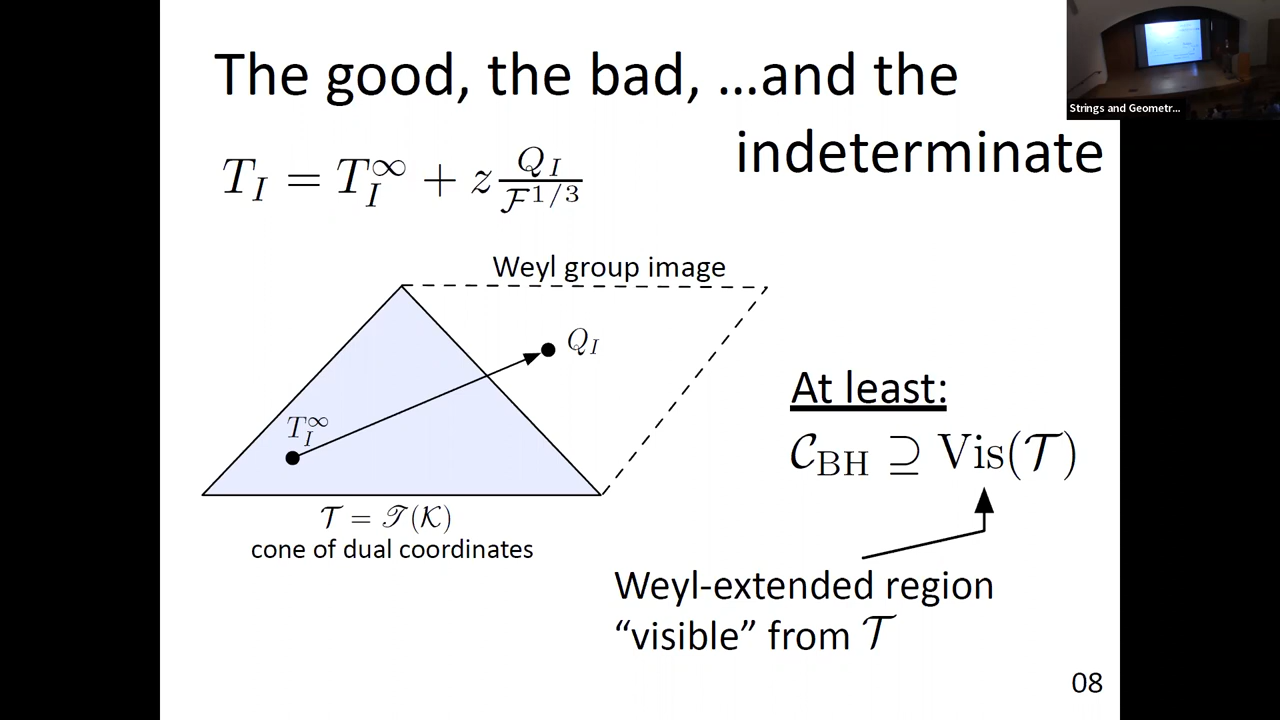 The good, the bad, …and the
indeterminate
Strings and Geometr...
T_I = T_I^∞ + z Q_I / ℱ^{1/3}
Weyl group image
Q_I
T_I^∞
𝒯 = 𝒯(𝒦)
cone of dual coordinates
At least:
𝒞_BH ⊇ Vis(𝒯)
Weyl-extended region
“visible” from 𝒯
08